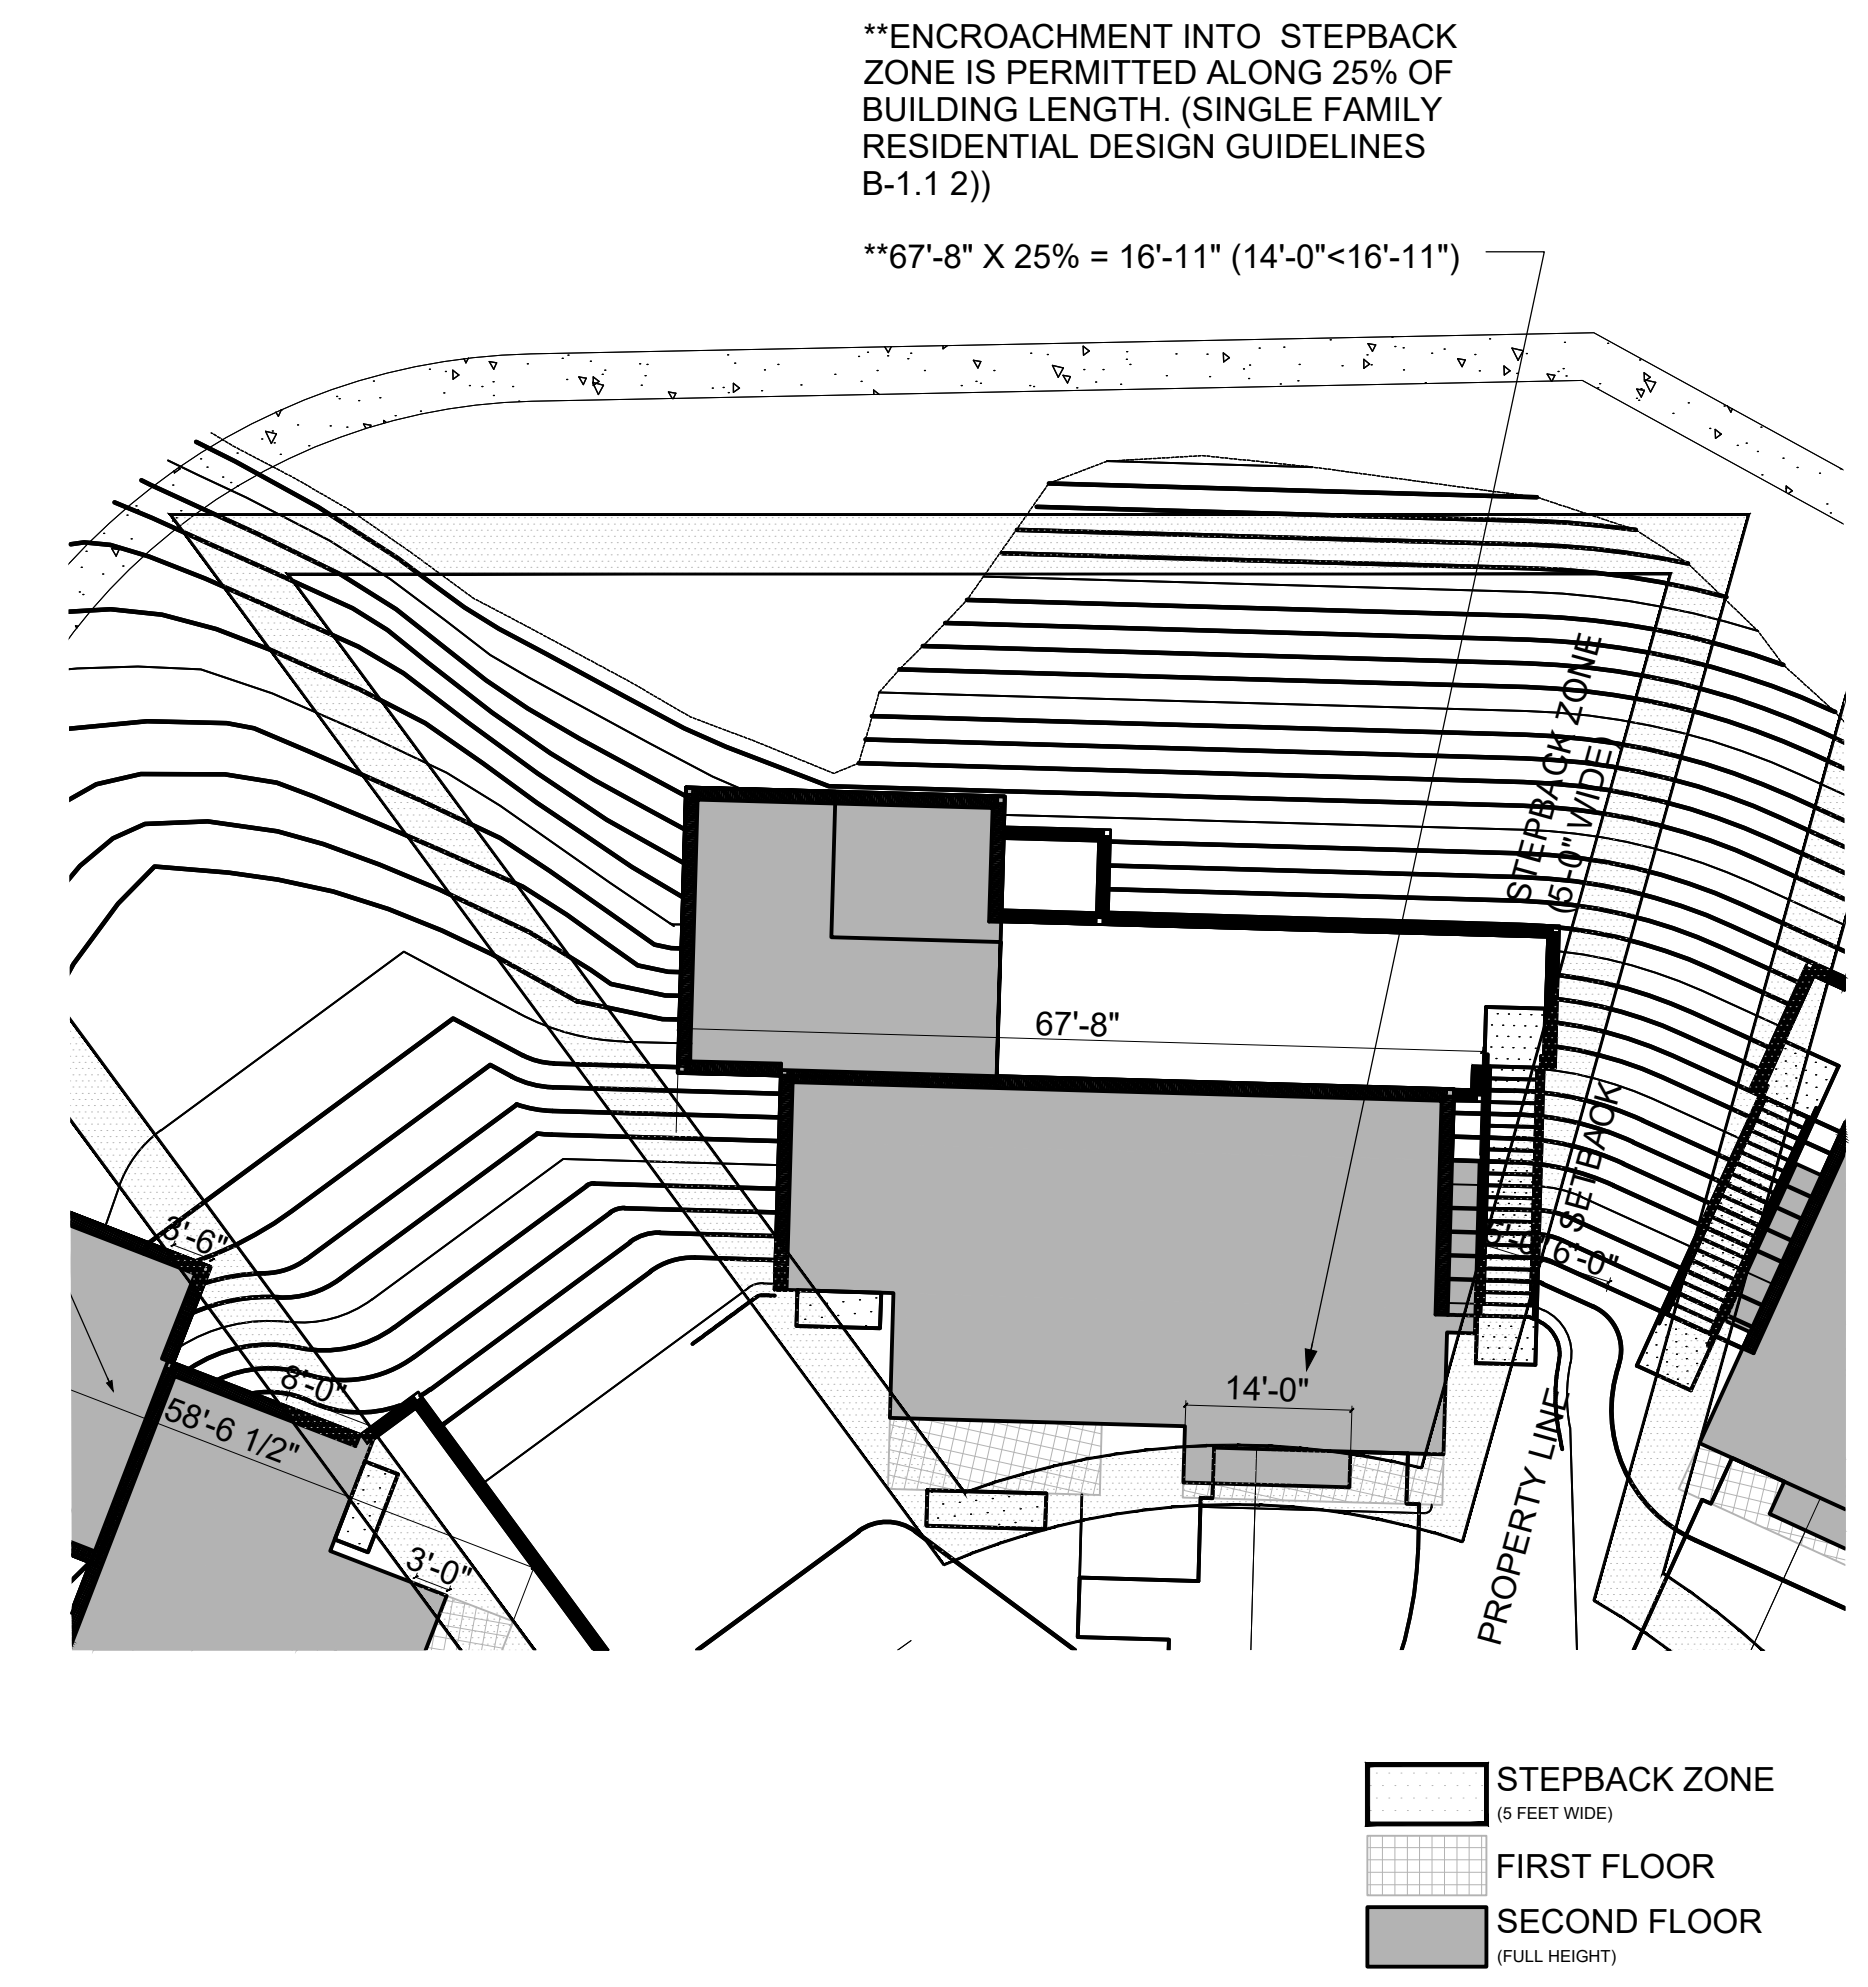 **ENCROACHMENT INTO  STEPBACK
ZONE IS PERMITTED ALONG 25% OF
BUILDING LENGTH. (SINGLE FAMILY
RESIDENTIAL DESIGN GUIDELINES
B-1.1 2))
**67'-8" X 25% = 16'-11" (14'-0"<16'-11")
STEPBACK ZONE
(5'-0" WIDE)
67'-8"
SETBACK
3'-6"
6'-0"
8'-0"
58'-6 1/2"
14'-0"
PROPERTY LINE
3'-0"
STEPBACK ZONE
(5 FEET WIDE)
FIRST FLOOR
SECOND FLOOR
(FULL HEIGHT)